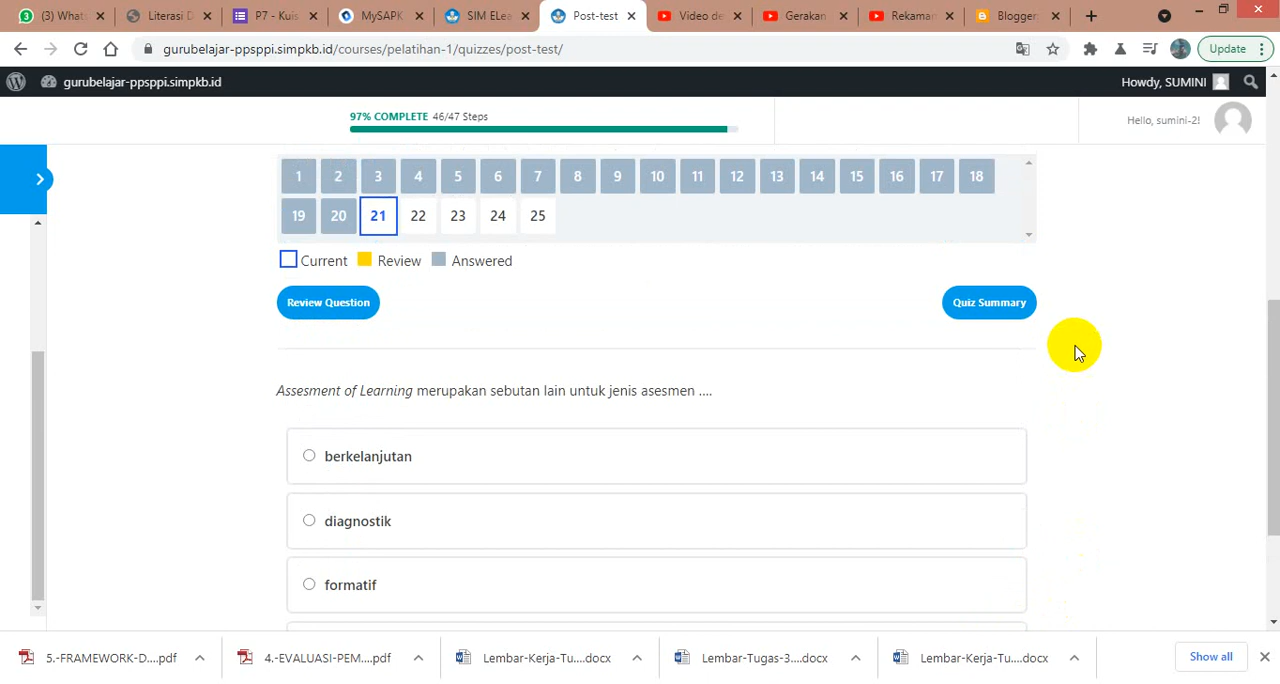 (3) Whats
Literasi D
P7 - Kuis
MySAPK
SIM ELea
Post-test
Video de
Gerakan
Rekaman
Blogger:
gurubelajar-ppsppi.simpkb.id/courses/pelatihan-1/quizzes/post-test/
Update
gurubelajar-ppsppi.simpkb.id
Howdy, SUMINI
97% COMPLETE 46/47 Steps
Hello, sumini-2!
1 2 3 4 5 6 7 8 9 10 11 12 13 14 15 16 17 18
19 20 21 22 23 24 25
Current Review Answered
Review Question
Quiz Summary
Assesment of Learning merupakan sebutan lain untuk jenis asesmen ....
berkelanjutan
diagnostik
formatif
5.-FRAMEWORK-D....pdf
4.-EVALUASI-PEM....pdf
Lembar-Kerja-Tu....docx
Lembar-Tugas-3....docx
Lembar-Kerja-Tu....docx
Show all